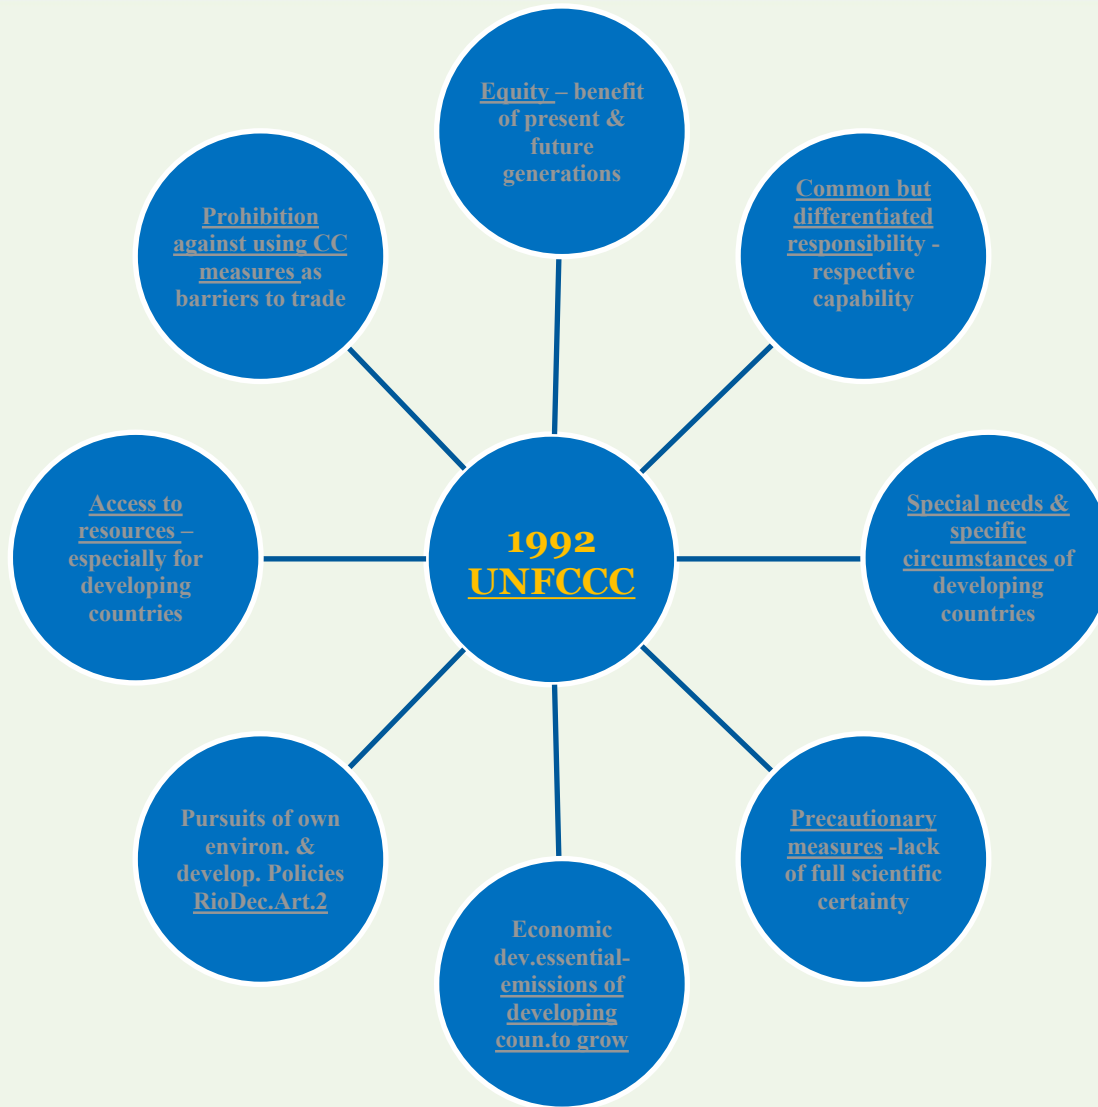 Equity – benefit
of present &
future
generations
Common but
differentiated
responsibility -
respective
capability
Special needs &
specific
circumstances of
developing
countries
Precautionary
measures -lack
of full scientific
certainty
Economic
dev.essential-
emissions of
developing
coun.to grow
Pursuits of own
environ. &
develop. Policies
RioDec.Art.2
Access to
resources –
especially for
developing
countries
Prohibition
against using CC
measures as
barriers to trade
1992
UNFCCC